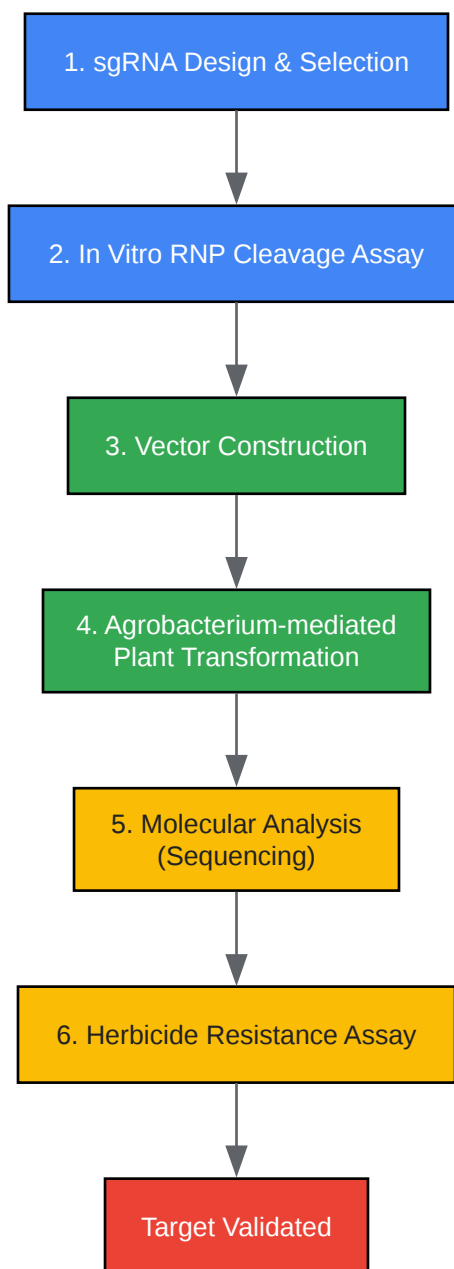 1. sgRNA Design & Selection
2. In Vitro RNP Cleavage Assay
3. Vector Construction
4. Agrobacterium-mediated
Plant Transformation
5. Molecular Analysis
(Sequencing)
6. Herbicide Resistance Assay
Target Validated